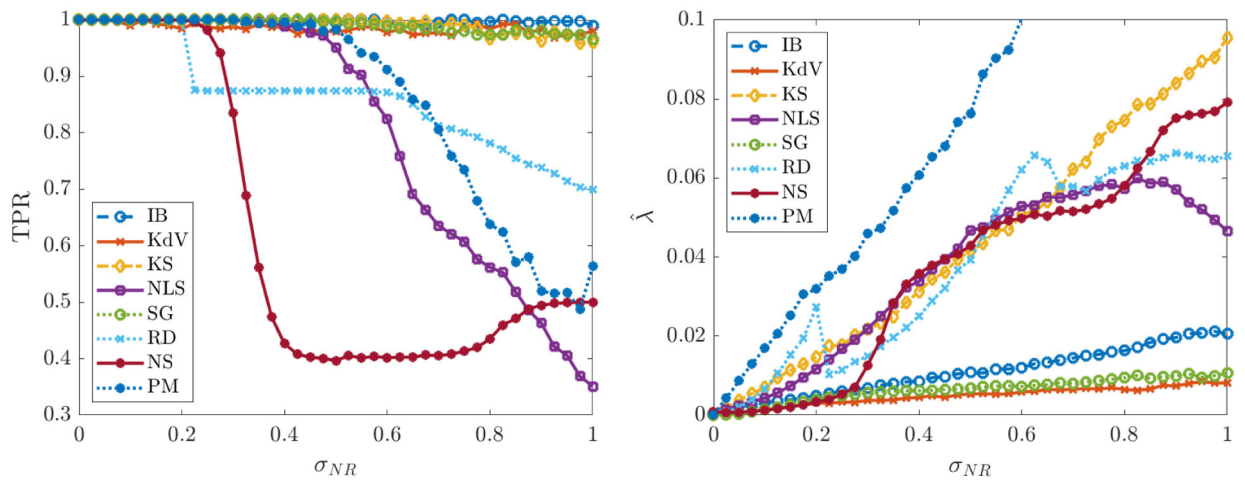 1
0.9
0.8
0.7
0.6
0.5
0.4
0.3
TPR
IB
KdV
KS
NLS
SG
RD
NS
PM
0 0.2 0.4 0.6 0.8 1
σ_NR
0.1
0.08
0.06
0.04
0.02
0
λ̂
IB
KdV
KS
NLS
SG
RD
NS
PM
0 0.2 0.4 0.6 0.8 1
σ_NR